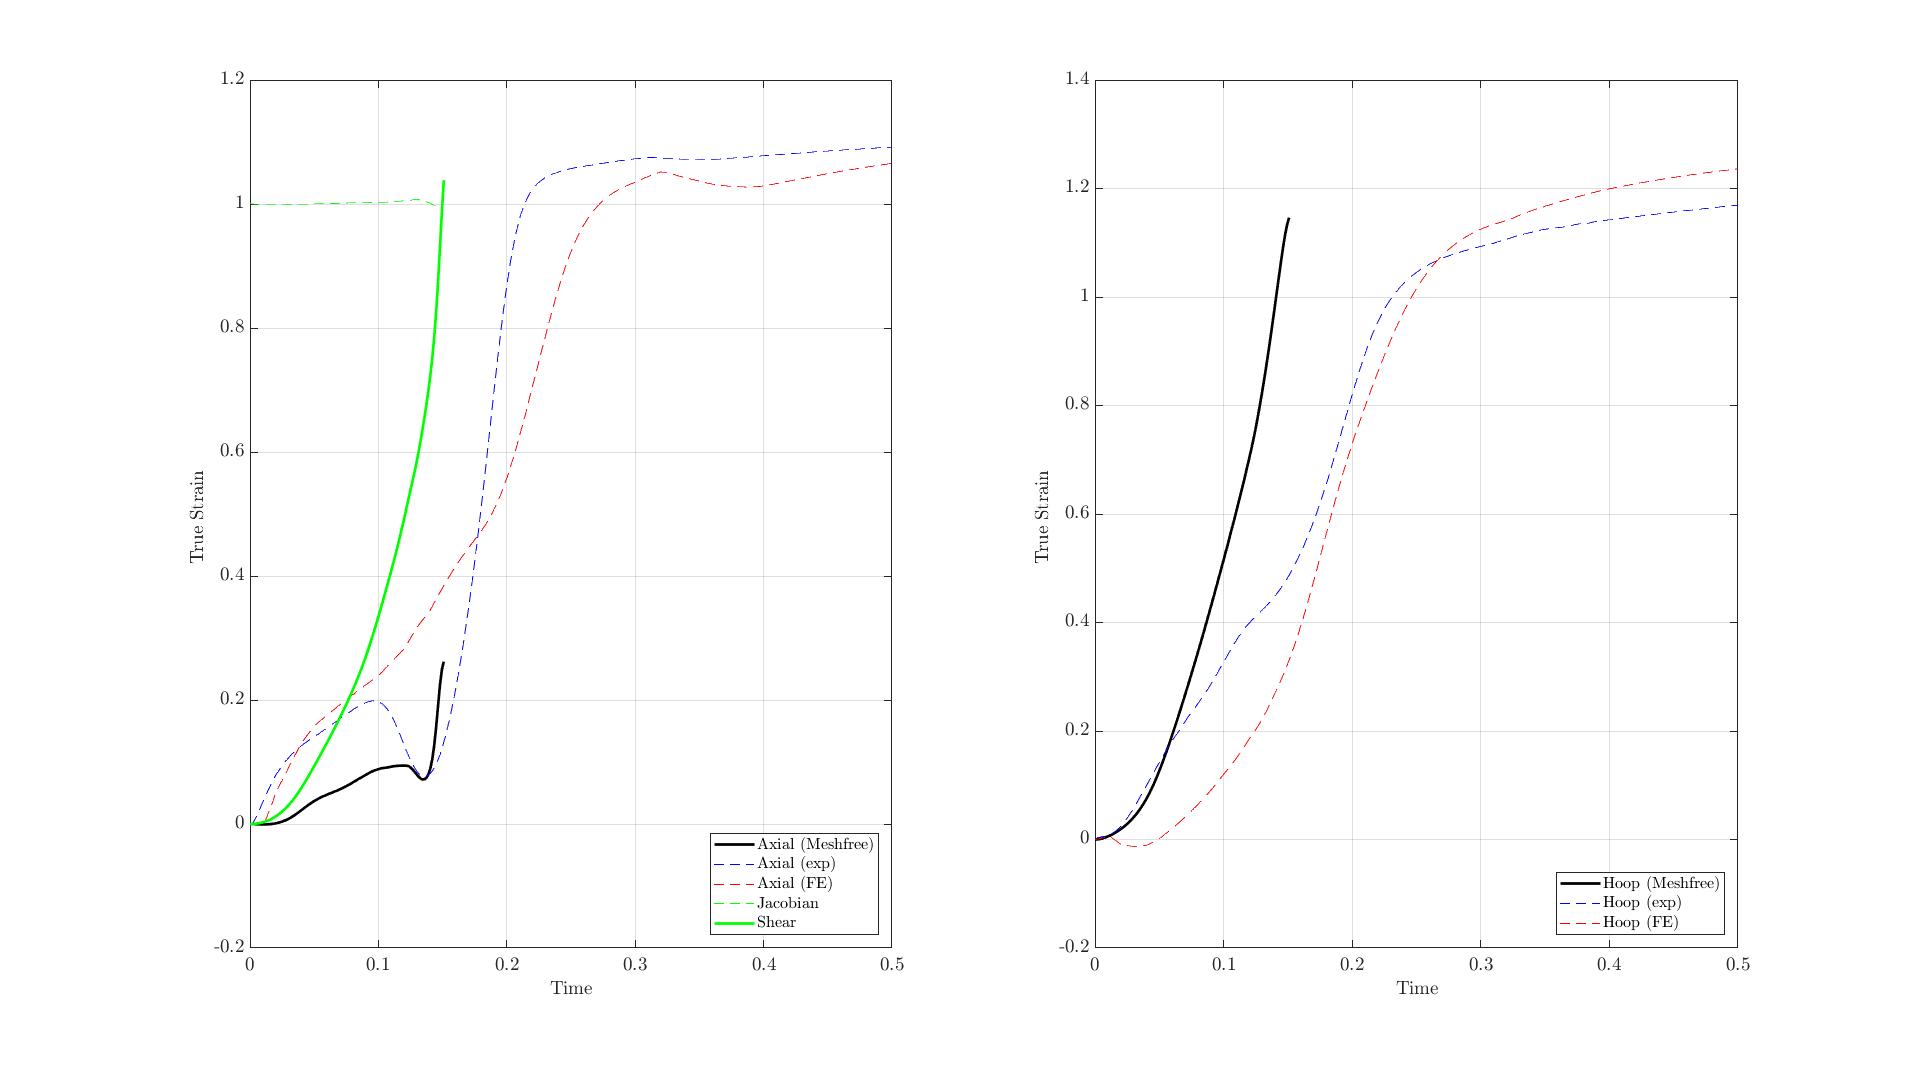 1.2
1
0.8
0.6
0.4
0.2
0
-0.2
True Strain
0 0.1 0.2 0.3 0.4 0.5
Time
Axial (Meshfree)
Axial (exp)
Axial (FE)
Jacobian
Shear
1.4
1.2
1
0.8
0.6
0.4
0.2
0
-0.2
True Strain
0 0.1 0.2 0.3 0.4 0.5
Time
Hoop (Meshfree)
Hoop (exp)
Hoop (FE)